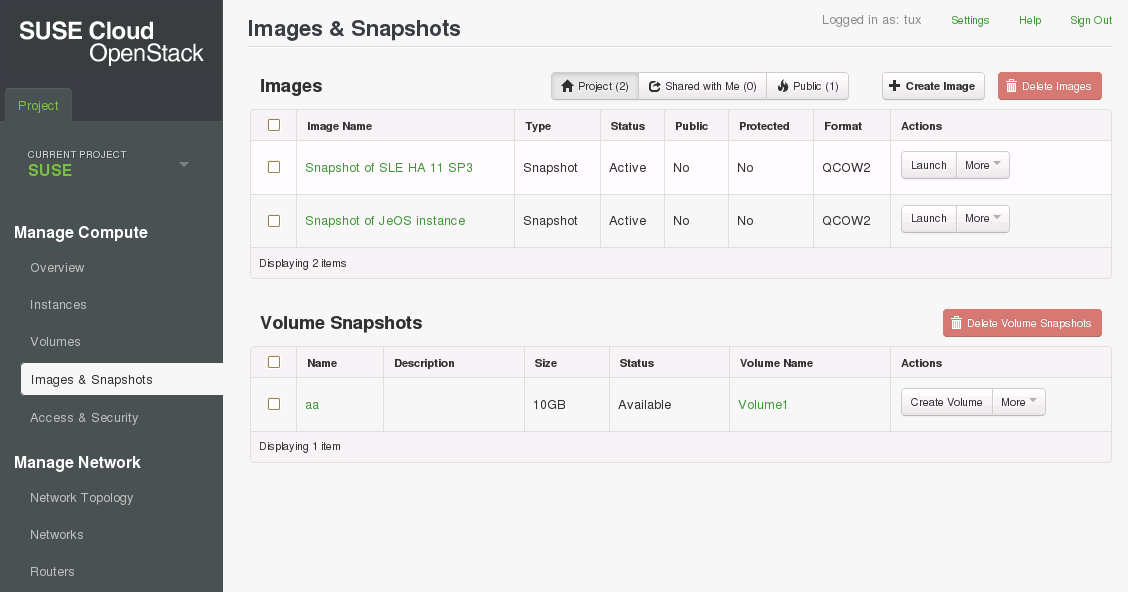 SUSE Cloud
OpenStack
Project
CURRENT PROJECT
SUSE
Manage Compute
Overview
Instances
Volumes
Images & Snapshots
Access & Security
Manage Network
Network Topology
Networks
Routers
Images & Snapshots
Logged in as: tux Settings Help Sign Out
Images
Project (2) Shared with Me (0) Public (1) Create Image Delete Images
Image Name Type Status Public Protected Format Actions
Snapshot of SLE HA 11 SP3 Snapshot Active No No QCOW2 Launch More
Snapshot of JeOS instance Snapshot Active No No QCOW2 Launch More
Displaying 2 items
Volume Snapshots Delete Volume Snapshots
Name Description Size Status Volume Name Actions
aa 10GB Available Volume1 Create Volume More
Displaying 1 item